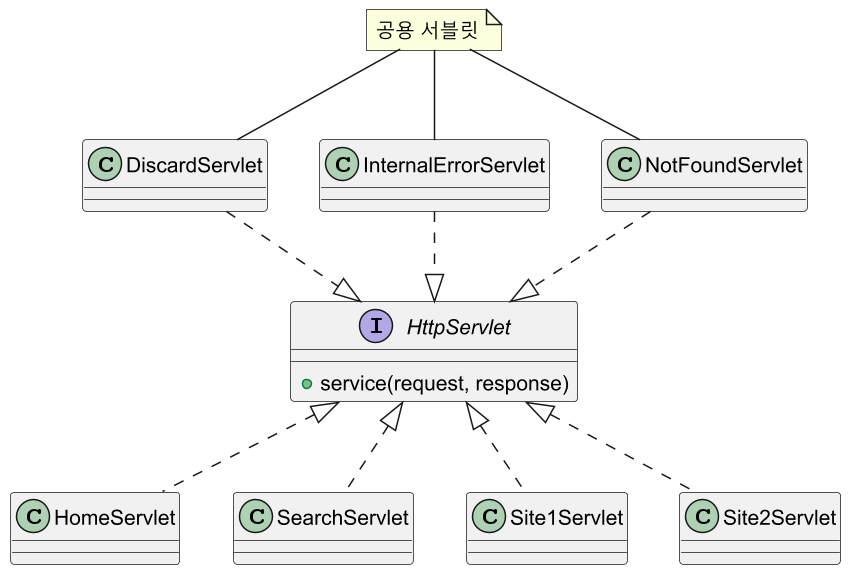 공용 서블릿
C DiscardServlet
C InternalErrorServlet
C NotFoundServlet
I HttpServlet
service(request, response)
C HomeServlet
C SearchServlet
C Site1Servlet
C Site2Servlet